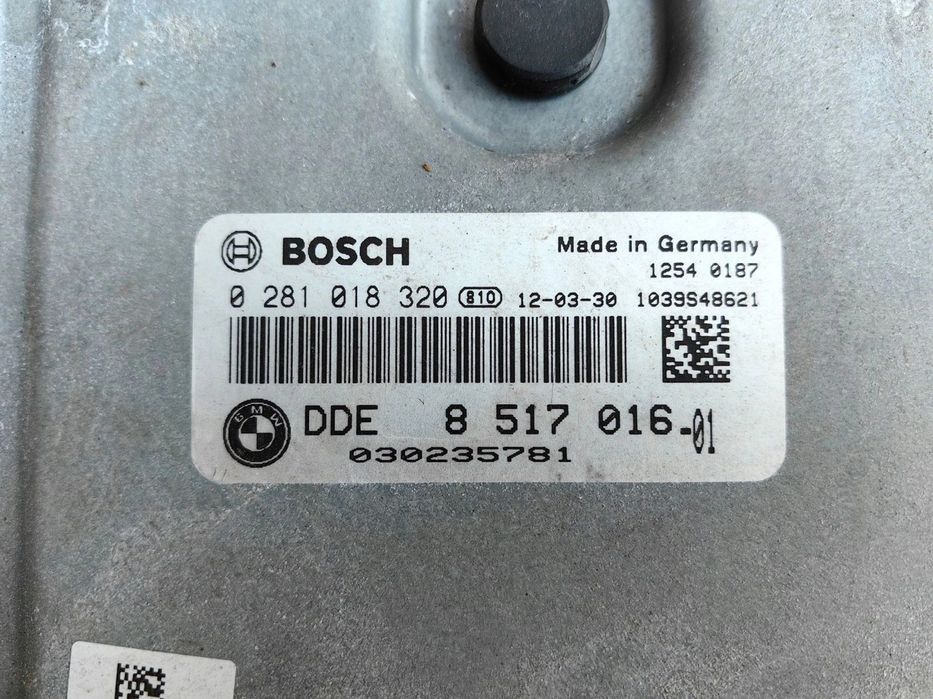 BOSCH
Made in Germany
1254 0187
0 281 018 320 810 12-03-30 1039S48621
BMW DDE 8 517 016-01
030235781